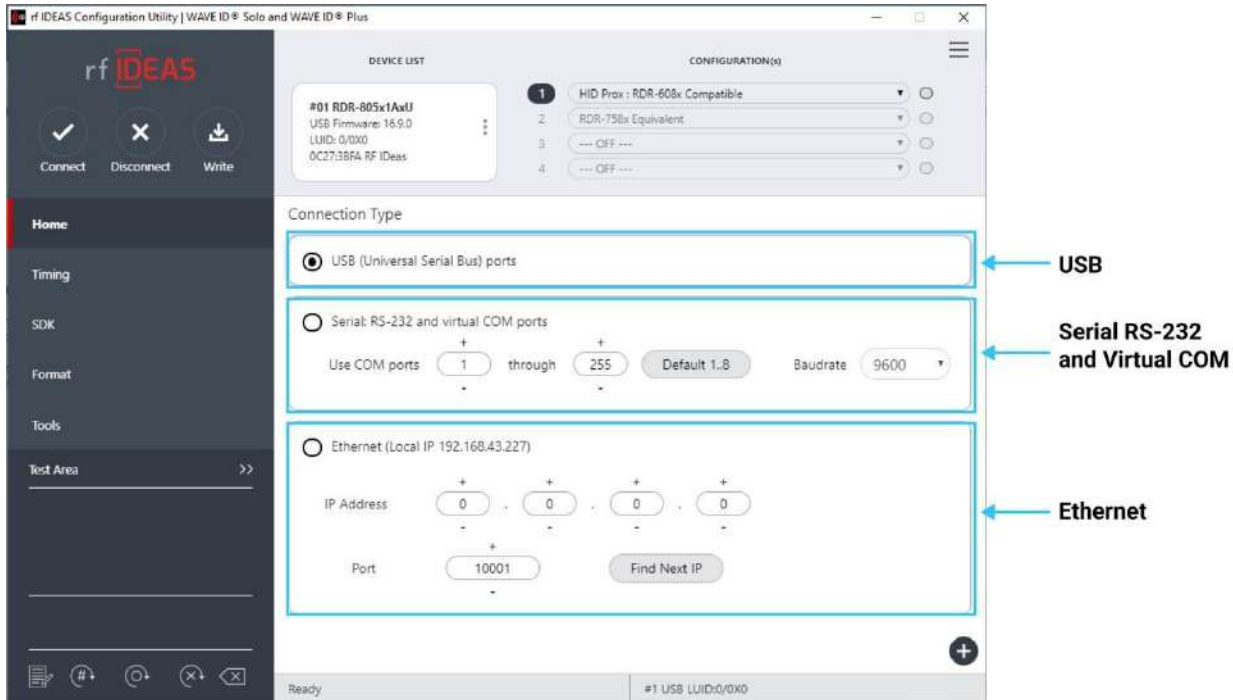 rf IDEAS Configuration Utility | WAVE ID® Solo and WAVE ID® Plus
rf IDEAS
Connect Disconnect Write
Home
Timing
SDK
Format
Tools
Test Area >>
DEVICE LIST
#01 RDR-805x1AxU
USB Firmware: 16.9.0
LUID: 0/0X0
0C27:3BFA RF IDeas
CONFIGURATION(s)
1 HID Prox : RDR-608x Compatible
2 RDR-758x Equivalent
3 --- OFF ---
4 --- OFF ---
Connection Type
USB (Universal Serial Bus) ports
USB
Serial: RS-232 and virtual COM ports
+ +
Use COM ports 1 through 255 Default 1..8 Baudrate 9600
- -
Serial RS-232
and Virtual COM
Ethernet (Local IP 192.168.43.227)
+ + + +
IP Address 0 . 0 . 0 . 0
- - - -
+
Port 10001 Find Next IP
-
Ethernet
Ready #1 USB LUID:0/0X0